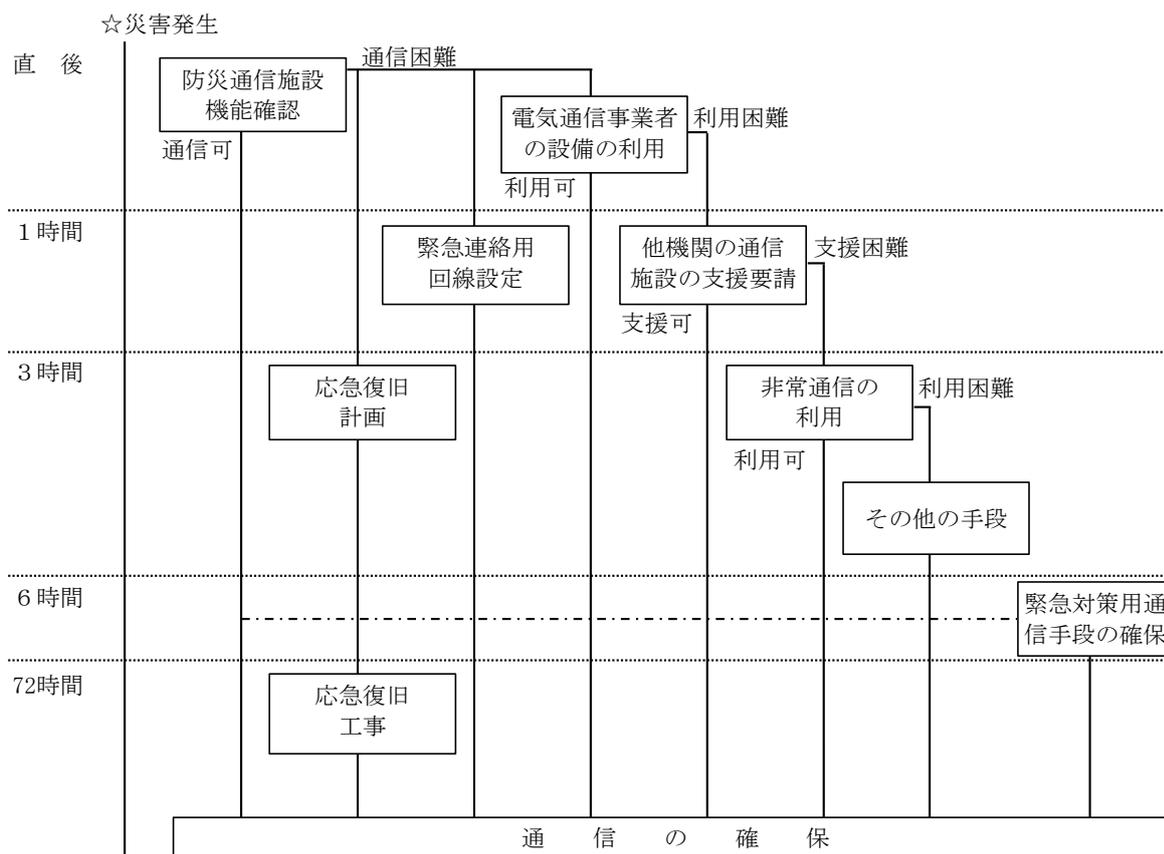 ☆災害発生
直　後
防災通信施設
機能確認
通信困難
通信可
電気通信事業者
の設備の利用
利用困難
利用可
１時間
緊急連絡用
回線設定
他機関の通信
施設の支援要請
支援困難
支援可
３時間
応急復旧
計画
非常通信の
利用
利用困難
利用可
その他の手段
６時間
緊急対策用通
信手段の確保
72時間
応急復旧
工事
通　信　の　確　保